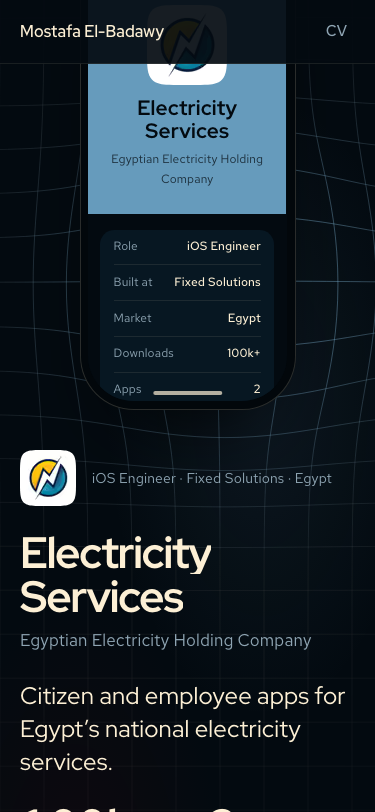 Mostafa El-Badawy
CV
Electricity
Services
Egyptian Electricity Holding
Company
Role iOS Engineer
Built at Fixed Solutions
Market Egypt
Downloads 100k+
Apps 2
iOS Engineer · Fixed Solutions · Egypt
Electricity
Services
Egyptian Electricity Holding Company
Citizen and employee apps for
Egypt’s national electricity
services.